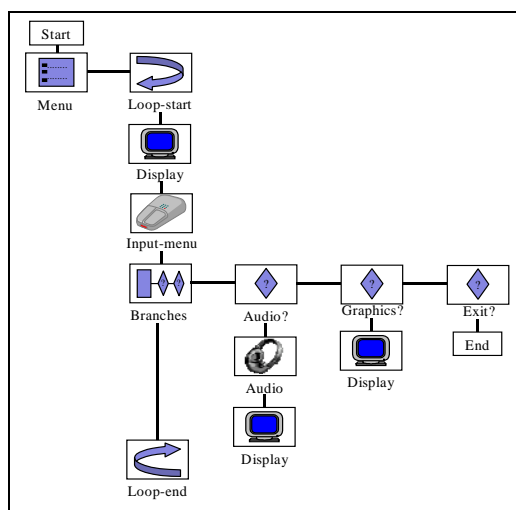 Start
Menu
Loop-start
Display
Input-menu
? ?
Branches
?
Audio?
?
Graphics?
?
Exit?
Audio
Display
End
Display
Loop-end